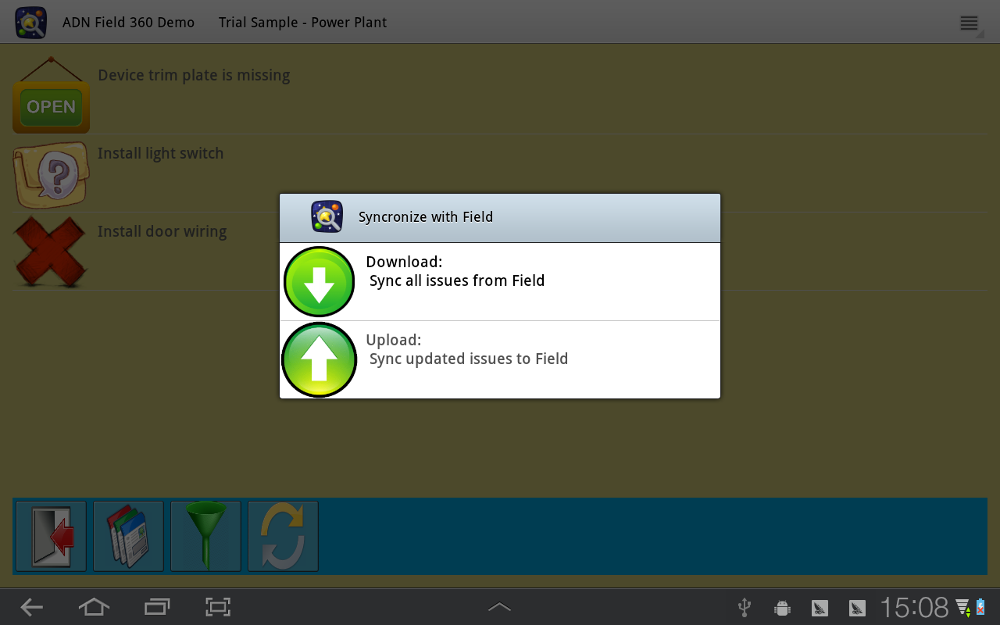 ADN Field 360 Demo Trial Sample - Power Plant
Device trim plate is missing
OPEN
Install light switch
?
Install door wiring
Syncronize with Field
Download:
Sync all issues from Field
Upload:
Sync updated issues to Field
15:08